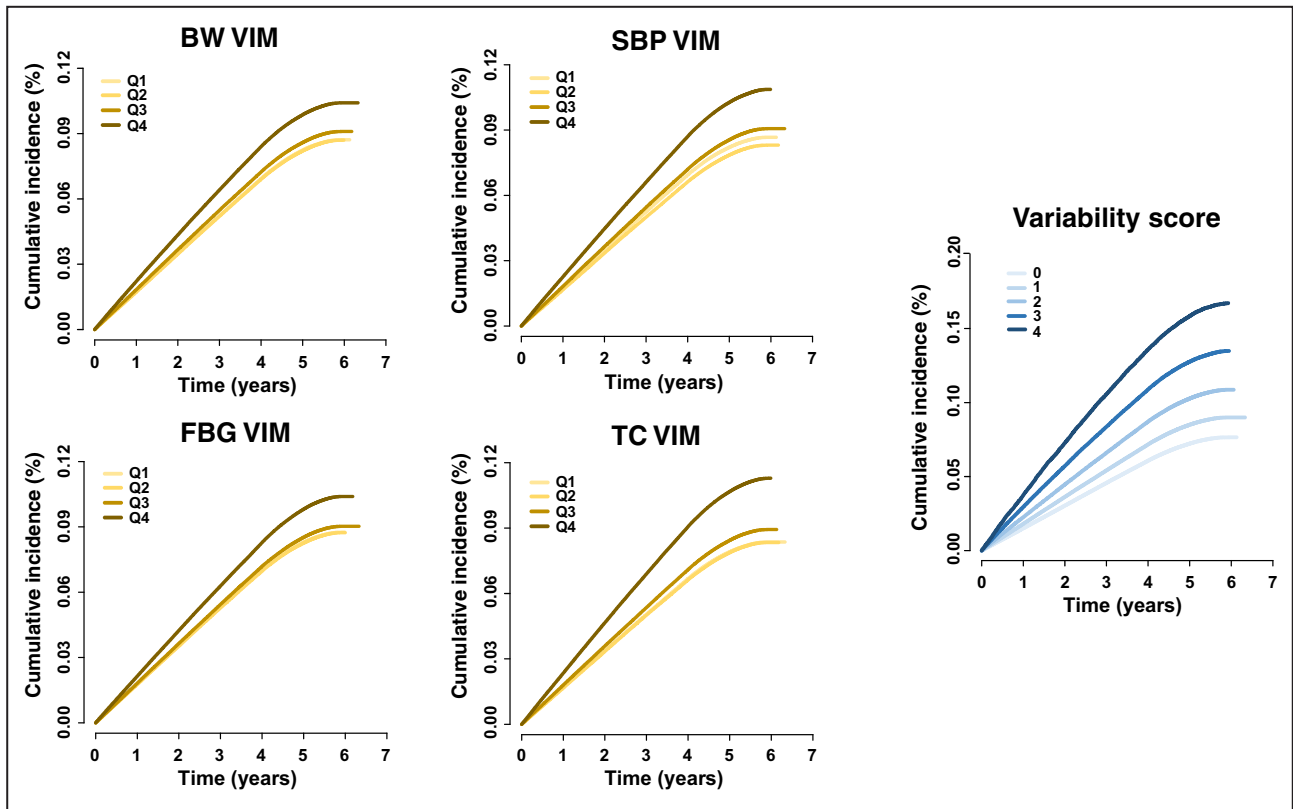 BW VIM
Cumulative incidence (%)
0.12
0.09
0.06
0.03
0.00
Q1
Q2
Q3
Q4
0 1 2 3 4 5 6 7
Time (years)
SBP VIM
Cumulative incidence (%)
0.12
0.09
0.06
0.03
0.00
Q1
Q2
Q3
Q4
0 1 2 3 4 5 6 7
Time (years)
FBG VIM
Cumulative incidence (%)
0.12
0.09
0.06
0.03
0.00
Q1
Q2
Q3
Q4
0 1 2 3 4 5 6 7
Time (years)
TC VIM
Cumulative incidence (%)
0.12
0.09
0.06
0.03
0.00
Q1
Q2
Q3
Q4
0 1 2 3 4 5 6 7
Time (years)
Variability score
Cumulative incidence (%)
0.20
0.15
0.10
0.05
0.00
0
1
2
3
4
0 1 2 3 4 5 6 7
Time (years)